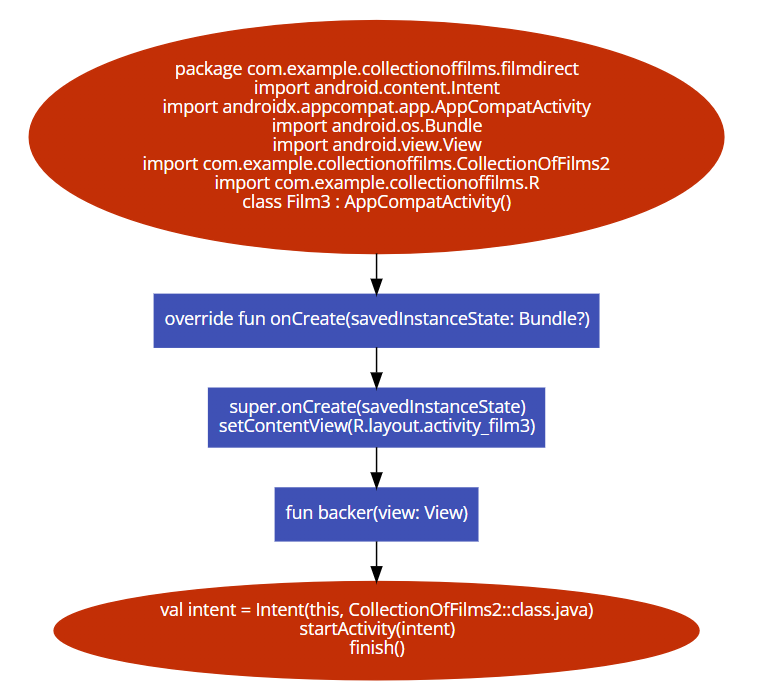 package com.example.collectionoffilms.filmdirect
import android.content.Intent
import androidx.appcompat.app.AppCompatActivity
import android.os.Bundle
import android.view.View
import com.example.collectionoffilms.CollectionOfFilms2
import com.example.collectionoffilms.R
class Film3 : AppCompatActivity()
override fun onCreate(savedInstanceState: Bundle?)
super.onCreate(savedInstanceState)
setContentView(R.layout.activity_film3)
fun backer(view: View)
val intent = Intent(this, CollectionOfFilms2::class.java)
startActivity(intent)
finish()